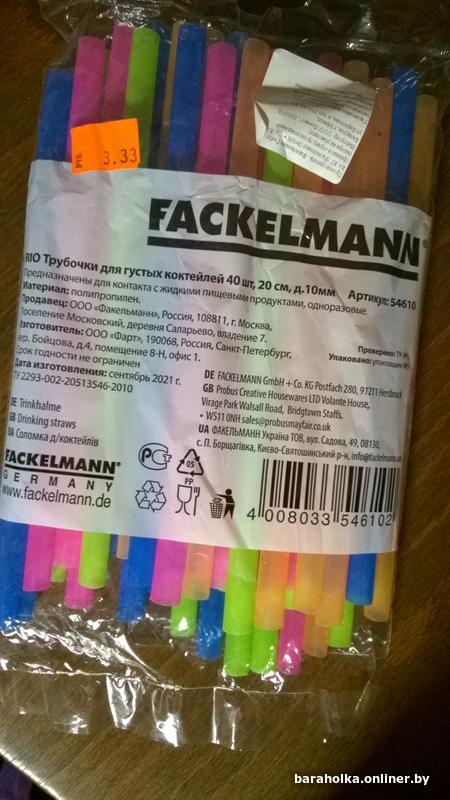 3.33
FACKELMANN®
RIO Трубочки для густых коктейлей 40 шт, 20 см, д.10мм Артикул: 54610
Предназначены для контакта с жидкими пищевыми продуктами, одноразовые.
Материал: полипропилен.
Продавец: ООО «Факельманн», Россия, 108811, г. Москва,
поселение Московский, деревня Саларьево, владение 7.
Изготовитель: ООО «Фарт», 190068, Россия, Санкт-Петербург,
пер. Бойцова, д.4, помещение 8-Н, офис 1.
Срок годности не ограничен
Дата изготовления: сентябрь 2021 г.
ТУ 2293-002-20513546-2010
Проверено: ТК
Упаковано: упаковщик
DE FACKELMANN GmbH + Co. KG Postfach 280, 91211 Hersbruck
GB Probus Creative Housewares LTD Volante House,
Virage Park Walsall Road, Bridgtown Staffs.
• WS11 0NH sales@probusmayfair.co.uk
UA ФАКЕЛЬМАНН Україна ТОВ, вул. Садова, 49, 08130,
с. П. Борщагівка, Києво-Святошинський р-н, info@fackelmann.ua
DE Trinkhalme
GB Drinking straws
UA Соломка д/коктейлів
FACKELMANN®
GERMANY
www.fackelmann.de
05
PP
4 008033 546102
baraholka.onliner.by